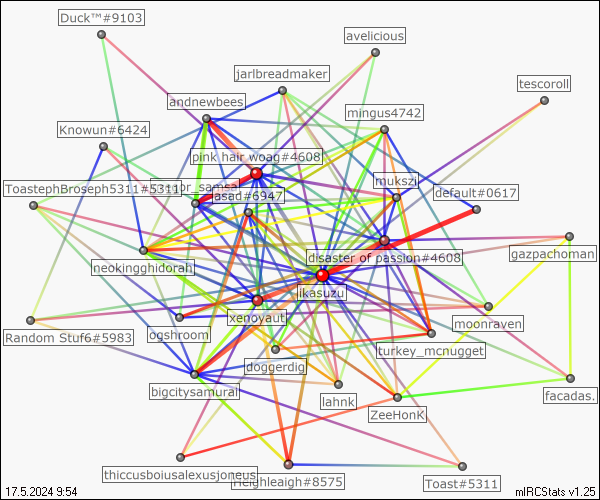 Duck™#9103
avelicious
jarlbreadmaker
tescoroll
andnewbees
mingus4742
Knowun#6424
pink hair woag#4608
mukszi
ToastephBroseph5311#5311
or_samsa
asad#6947
default#0617
disaster of passion#4608
gazpachoman
neokingghidorah
ikasuzu
xenoyaut
moonraven
Random Stuf6#5983
ogshroom
turkey_mcnugget
doggerdig
bigcitysamurai
facadas.
lahnk
ZeeHonk
thiccusboiusalexusjoneus
heighleaigh#8575
Toast#5311
17.5.2024 9:54
mIRCStats v1.25